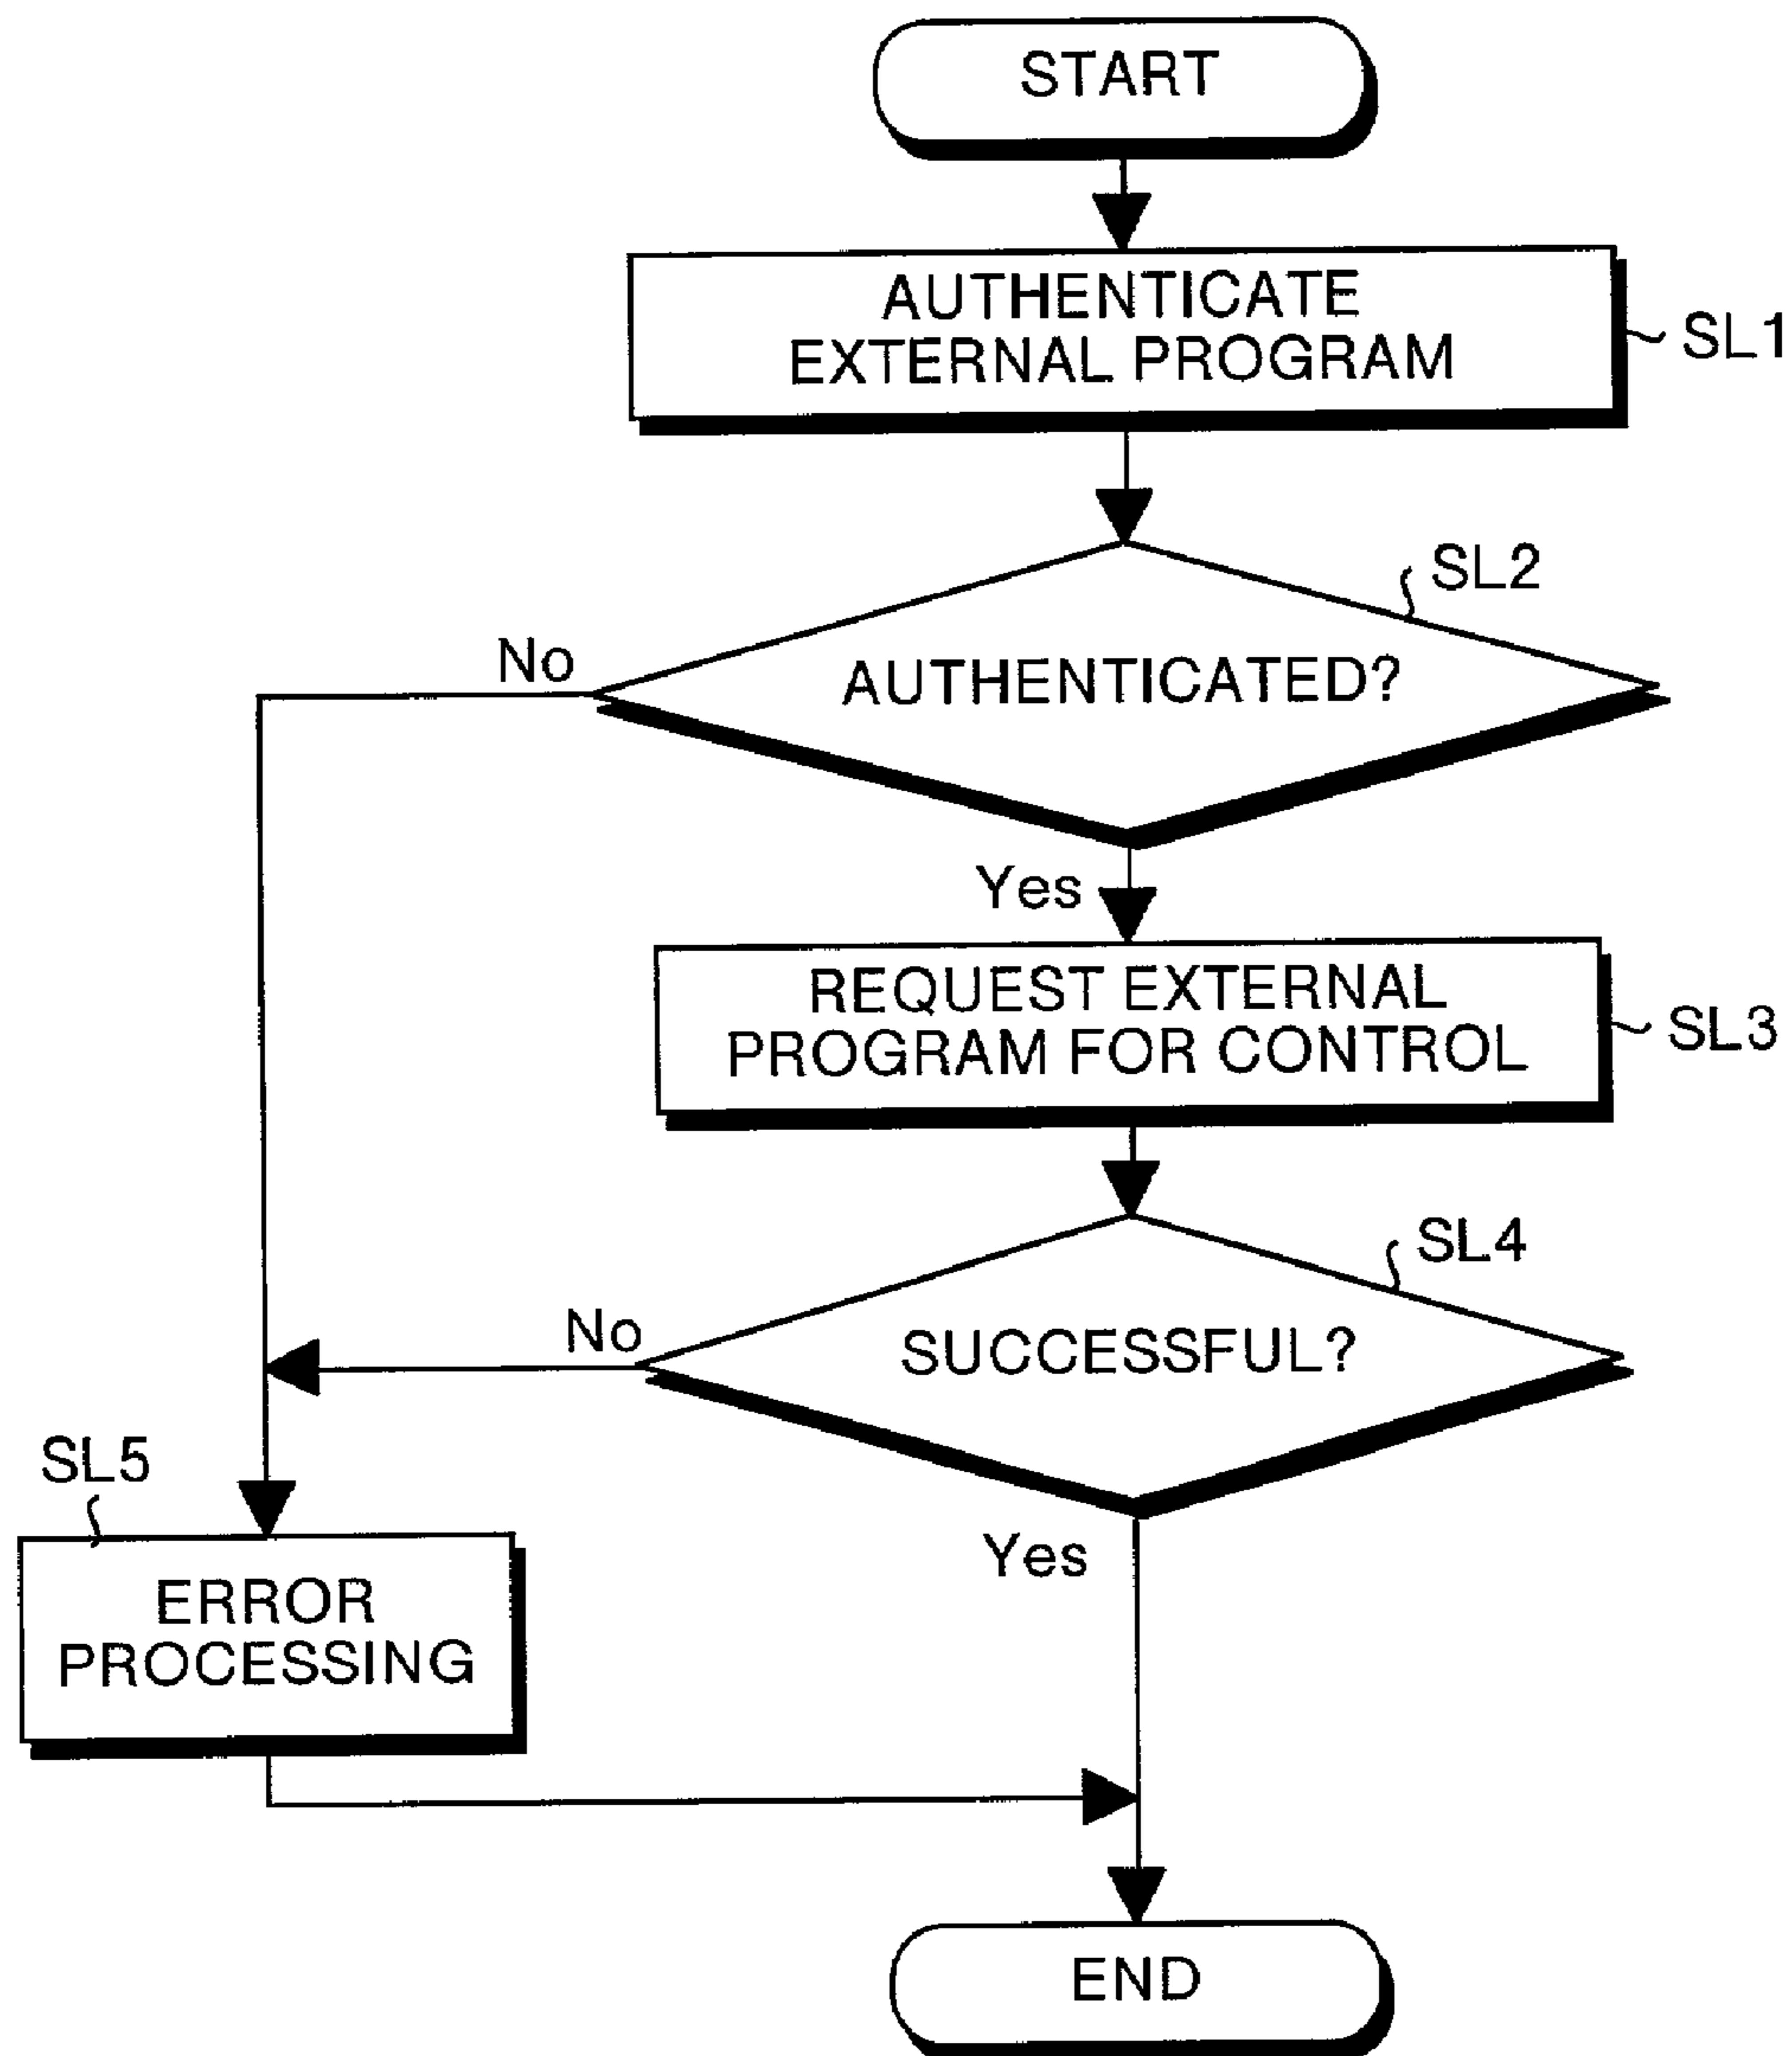 START
AUTHENTICATE
EXTERNAL PROGRAM
SL1
SL2
No
AUTHENTICATED?
Yes
REQUEST EXTERNAL
PROGRAM FOR CONTROL
SL3
SL4
No
SUCCESSFUL?
SL5
Yes
ERROR
PROCESSING
END